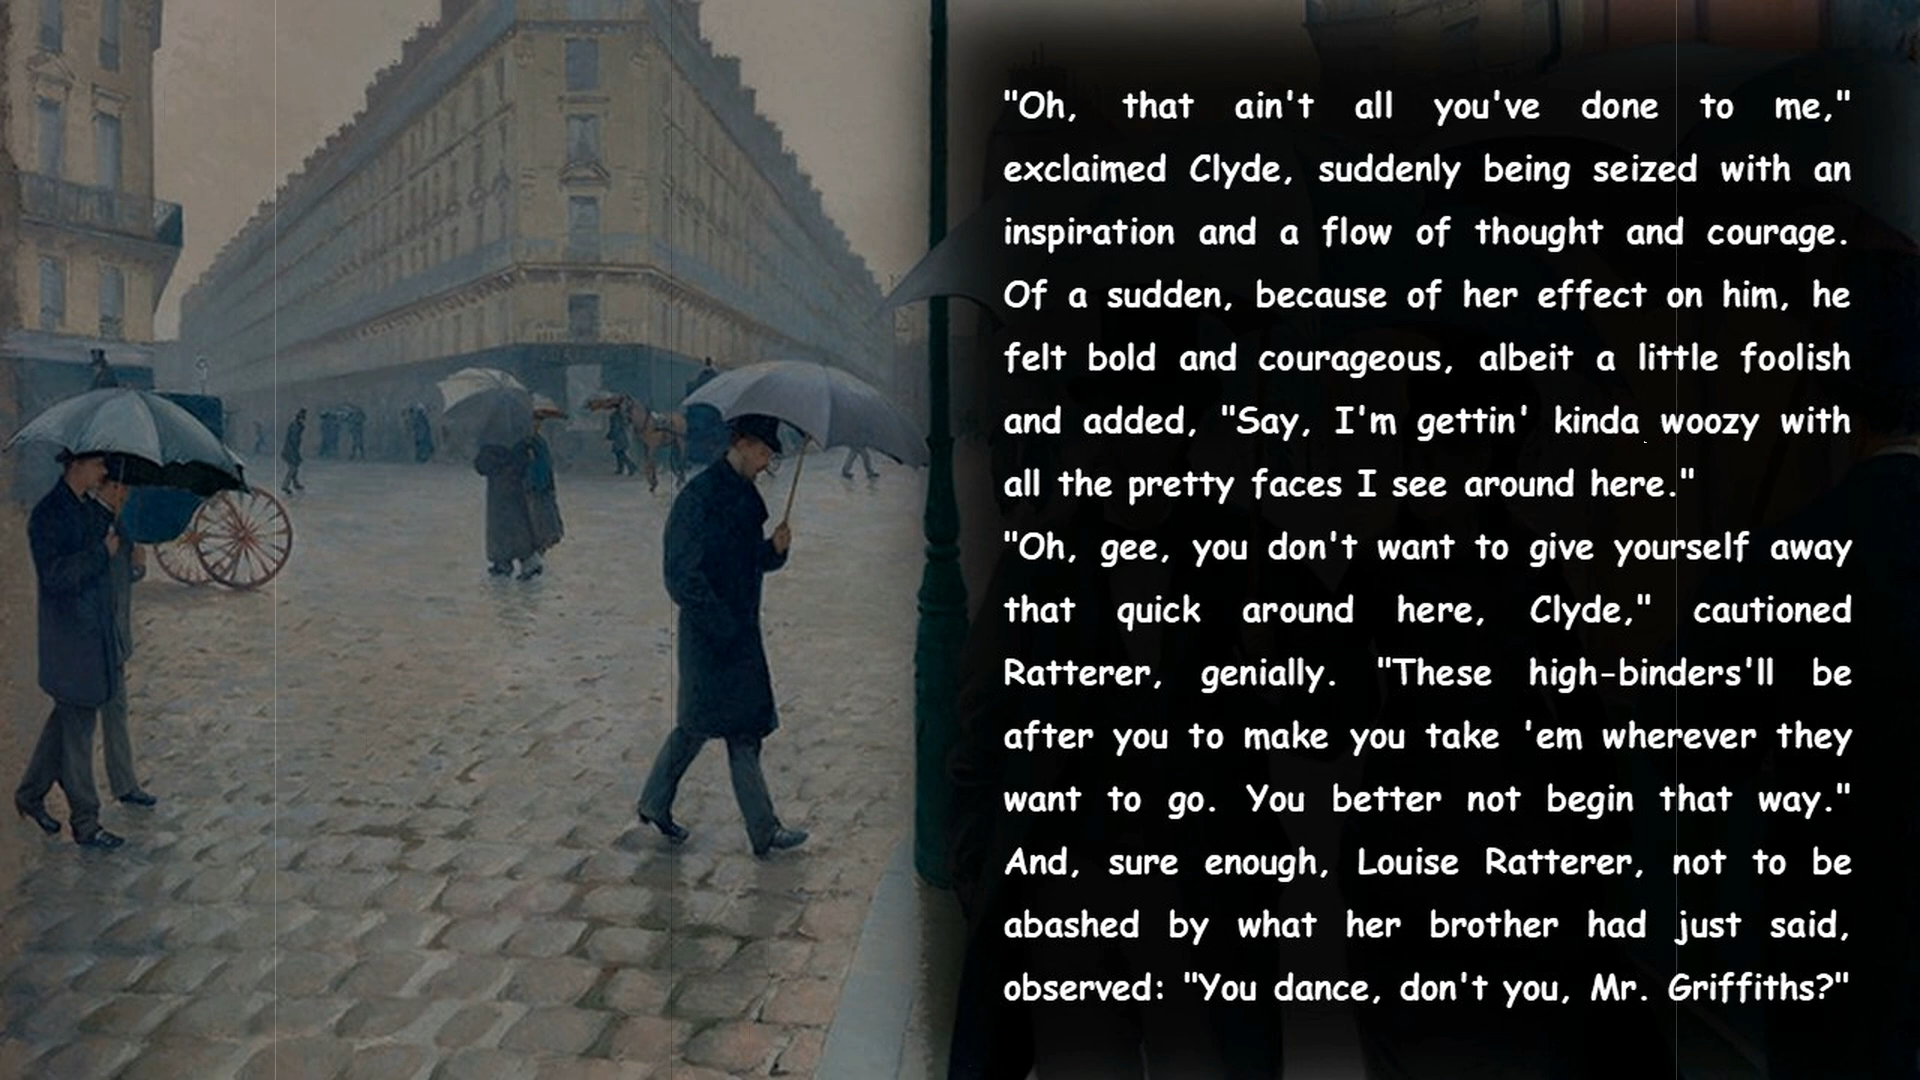 "Oh, that ain't all you've done to me,"
exclaimed Clyde, suddenly being seized with an
inspiration and a flow of thought and courage.
Of a sudden, because of her effect on him, he
felt bold and courageous, albeit a little foolish
and added, "Say, I'm gettin' kinda woozy with
all the pretty faces I see around here."
"Oh, gee, you don't want to give yourself away
that quick around here, Clyde," cautioned
Ratterer, genially. "These high-binders'll be
after you to make you take 'em wherever they
want to go. You better not begin that way."
And, sure enough, Louise Ratterer, not to be
abashed by what her brother had just said,
observed: "You dance, don't you, Mr. Griffiths?"